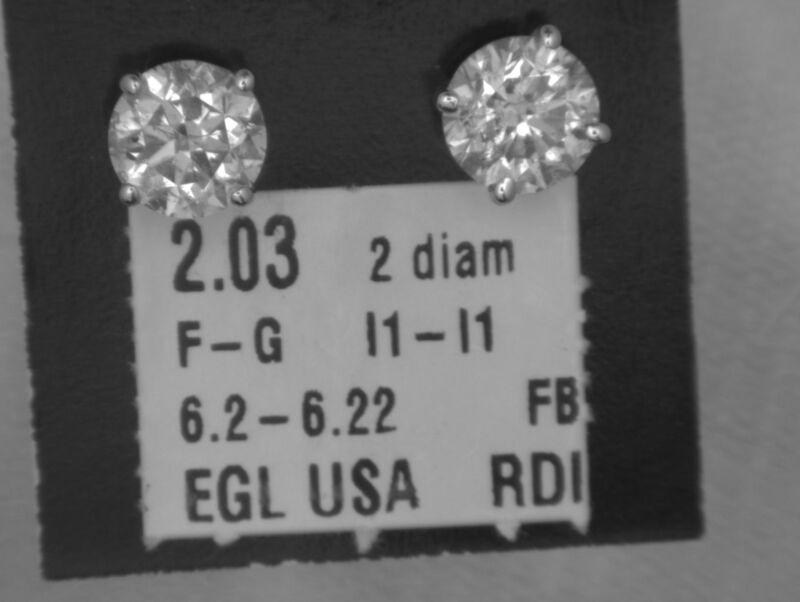 2.03 2 diam
F-G I1-I1
6.2-6.22 FB
EGL USA RDI